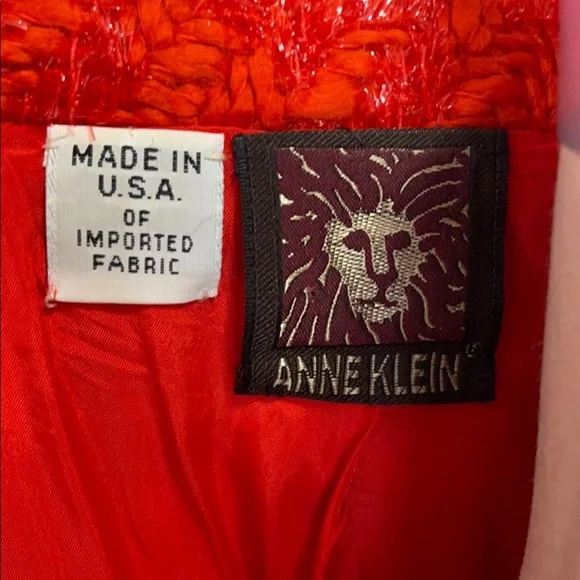 MADE IN
U.S.A.
OF
IMPORTED
FABRIC
ANNE KLEIN®